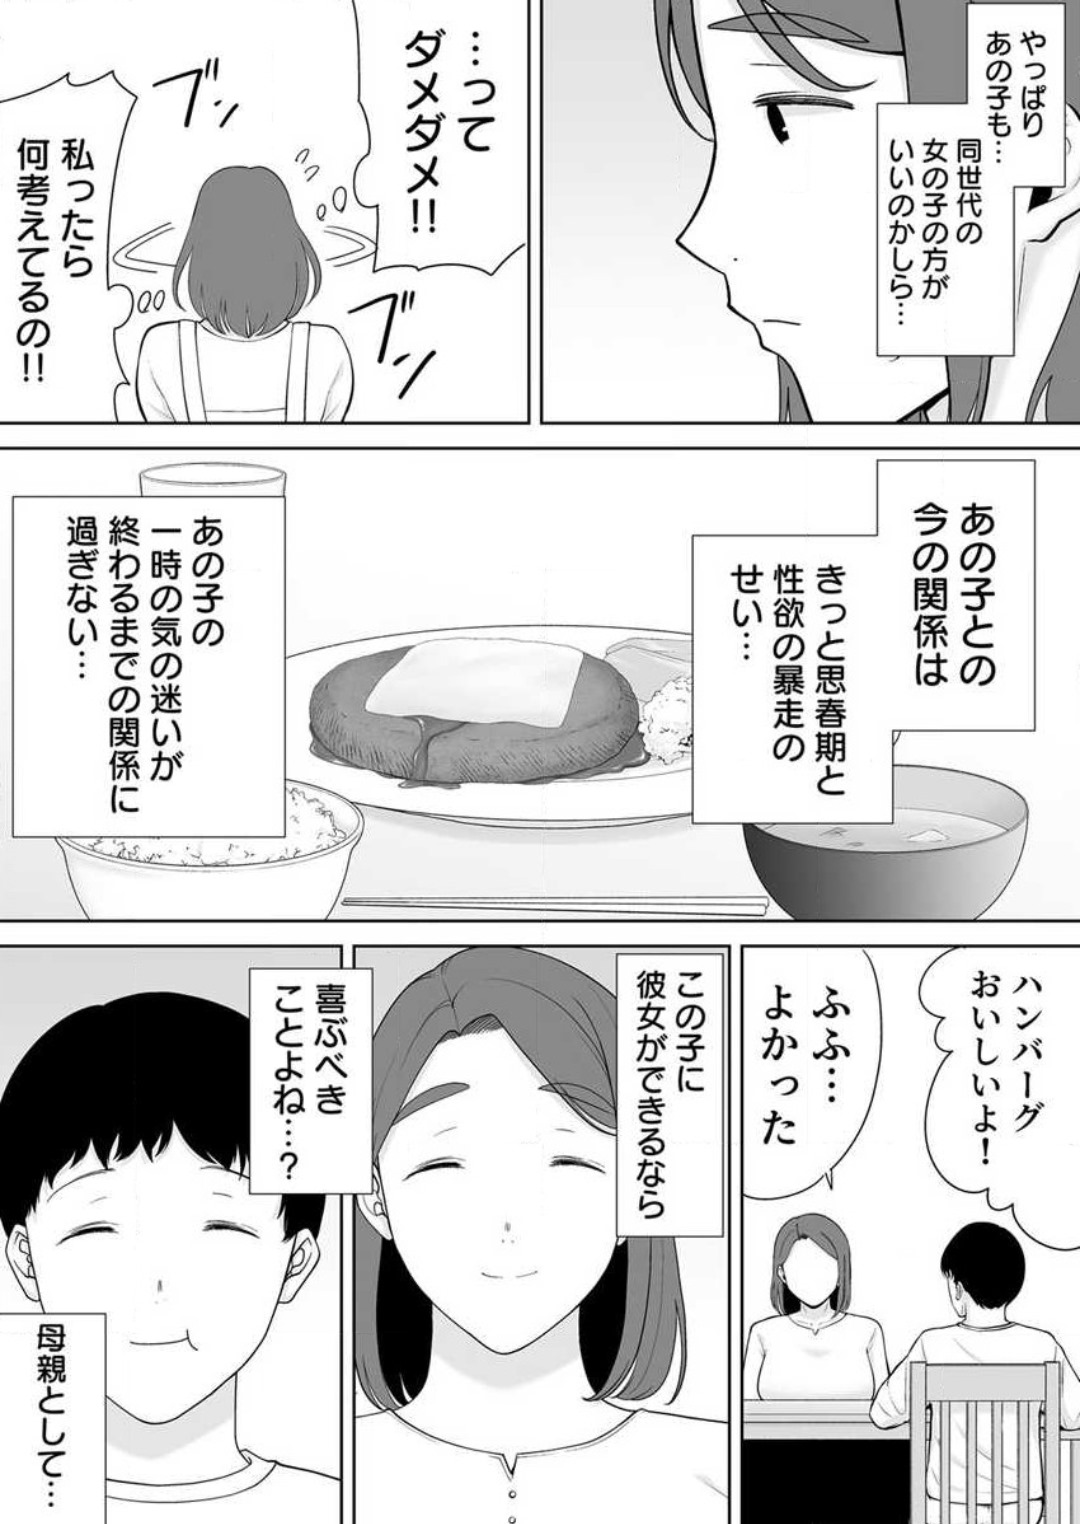 やっぱり
あの子も…
同世代の
女の子の方が
いいのかしら…
…って
ダメダメ!!
ブン
ブン
私ったら
何考えてるの!!
あの子との
今の関係は
きっと思春期と
性欲の暴走の
せい…
あの子の
一時の気の迷いが
終わるまでの関係に
過ぎない…
ハンバーグ
おいしいよ！
ふふ…
よかった
この子に
彼女ができるなら
喜ぶべき
ことよね…？
母親として…